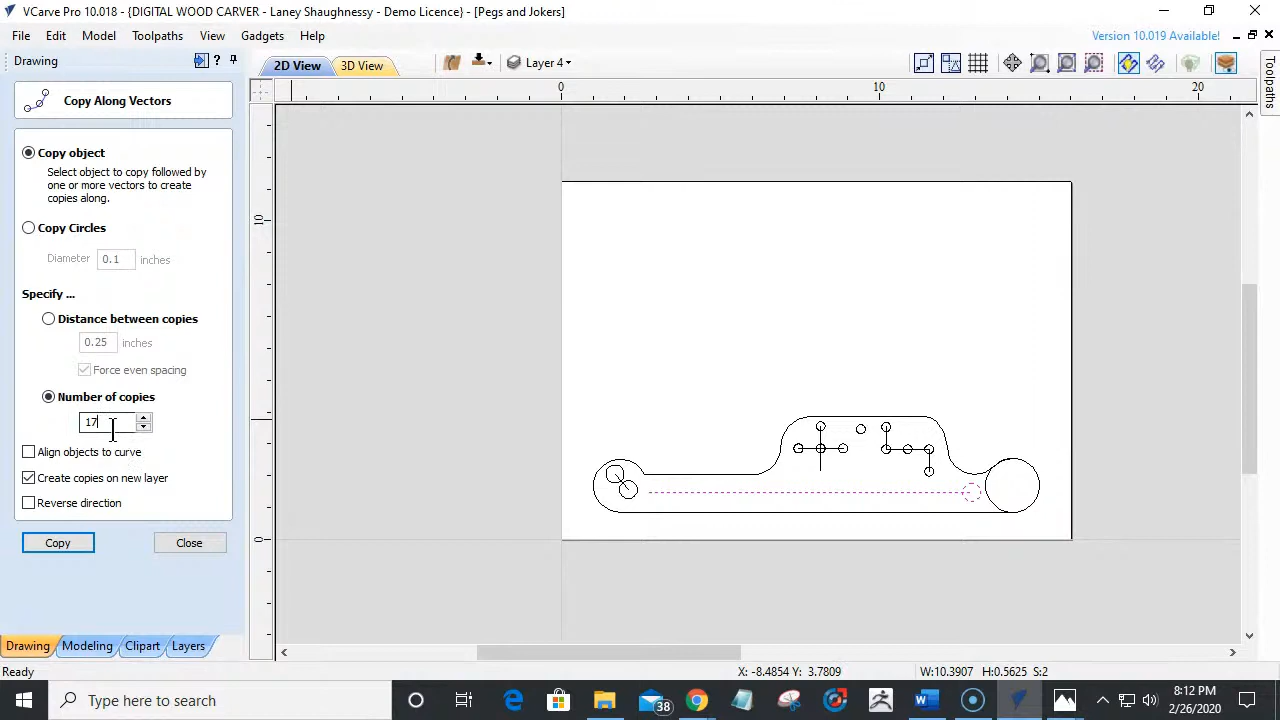 VCarve Pro 10.018 - {DIGITAL WOOD CARVER - Laney Shaughnessy - Demo Licence} - [Pegs and Jokers]
File Edit Model Toolpaths View Gadgets Help
Version 10.019 Available!
Drawing
?
2D View
3D View
Layer 4
Toolpaths
Copy Along Vectors
0
10
20
Copy object
Select object to copy followed by
one or more vectors to create
copies along.
Copy Circles
Diameter 0.1 inches
Specify ...
Distance between copies
0.25 inches
Force even spacing
Number of copies
17
Align objects to curve
Create copies on new layer
Reverse direction
Copy Close
10
0
Drawing Modeling Clipart Layers
Ready
X: -8.4854 Y: 3.7809
W:10.3907 H:0.5625 S:2
Type here to search
38
8:12 PM
2/26/2020